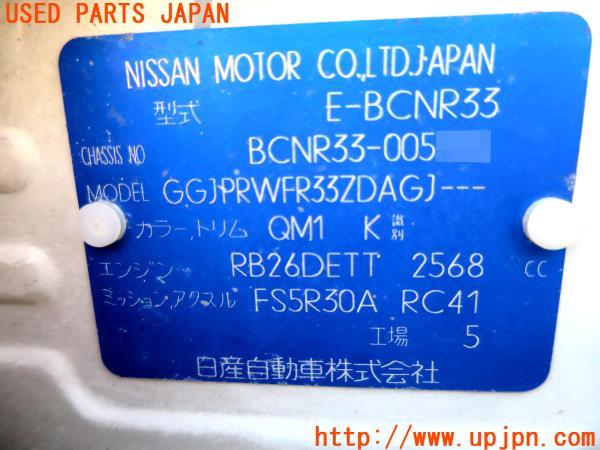 USED PARTS JAPAN
NISSAN MOTOR CO.,LTD.JAPAN
型式 E-BCNR33
CHASSIS NO BCNR33-005
MODEL GGJPRWFR33ZDAGJ---
カラー,トリム QM1 K
エンジン RB26DETT 2568 CC
ミッション,アクスル FS5R30A RC41
工場 5
日産自動車株式会社
http://www.upjpn.com/